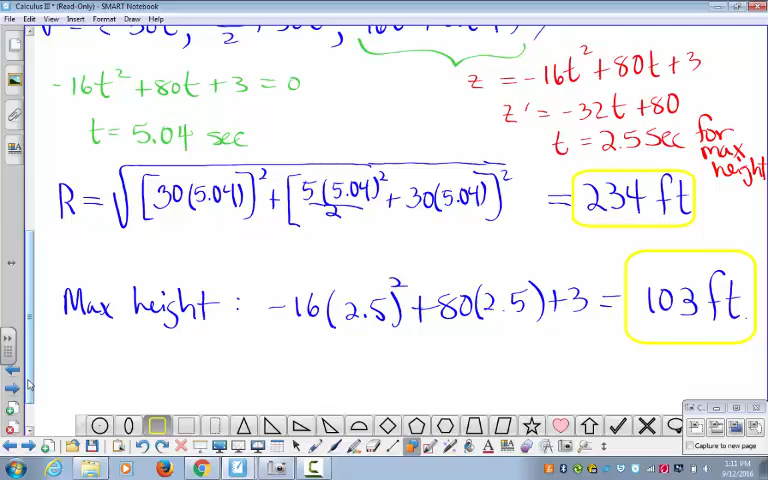 Calculus III * (Read-Only) - SMART Notebook
File Edit View Insert Format Draw Help
-16t² + 80t + 3 = 0
t = 5.04 sec
z = -16t² + 80t + 3
z' = -32t + 80
t = 2.5 sec for max height
R = √([30(5.04)]² + [5(5.04)²/2 + 30(5.04)]²) = 234 ft
Max height : -16(2.5)² + 80(2.5) + 3 = 103 ft.
Capture to new page
1:11 PM
9/12/2016